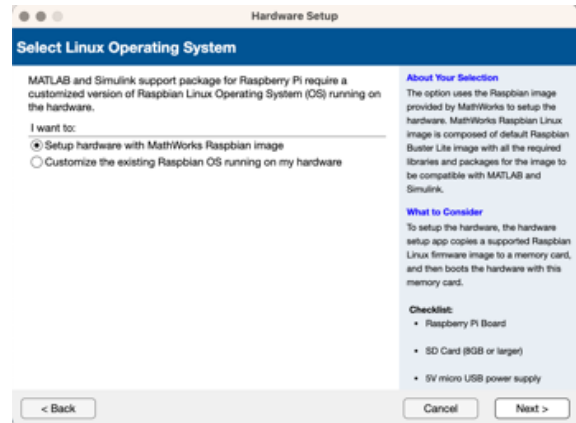 Hardware Setup
Select Linux Operating System
MATLAB and Simulink support package for Raspberry Pi require a
customized version of Raspbian Linux Operating System (OS) running on
the hardware.
I want to:
Setup hardware with MathWorks Raspbian image
Customize the existing Raspbian OS running on my hardware
About Your Selection
The option uses the Raspbian image
provided by MathWorks to setup the
hardware. MathWorks Raspbian Linux
image is composed of default Raspbian
Buster Lite image with all the required
libraries and packages for the image to
be compatible with MATLAB and
Simulink.
What to Consider
To setup the hardware, the hardware
setup app copies a supported Raspbian
Linux firmware image to a memory card,
and then boots the hardware with this
memory card.
Checklist:
• Raspberry Pi Board
• SD Card (8GB or larger)
• 5V micro USB power supply
< Back
Cancel
Next >